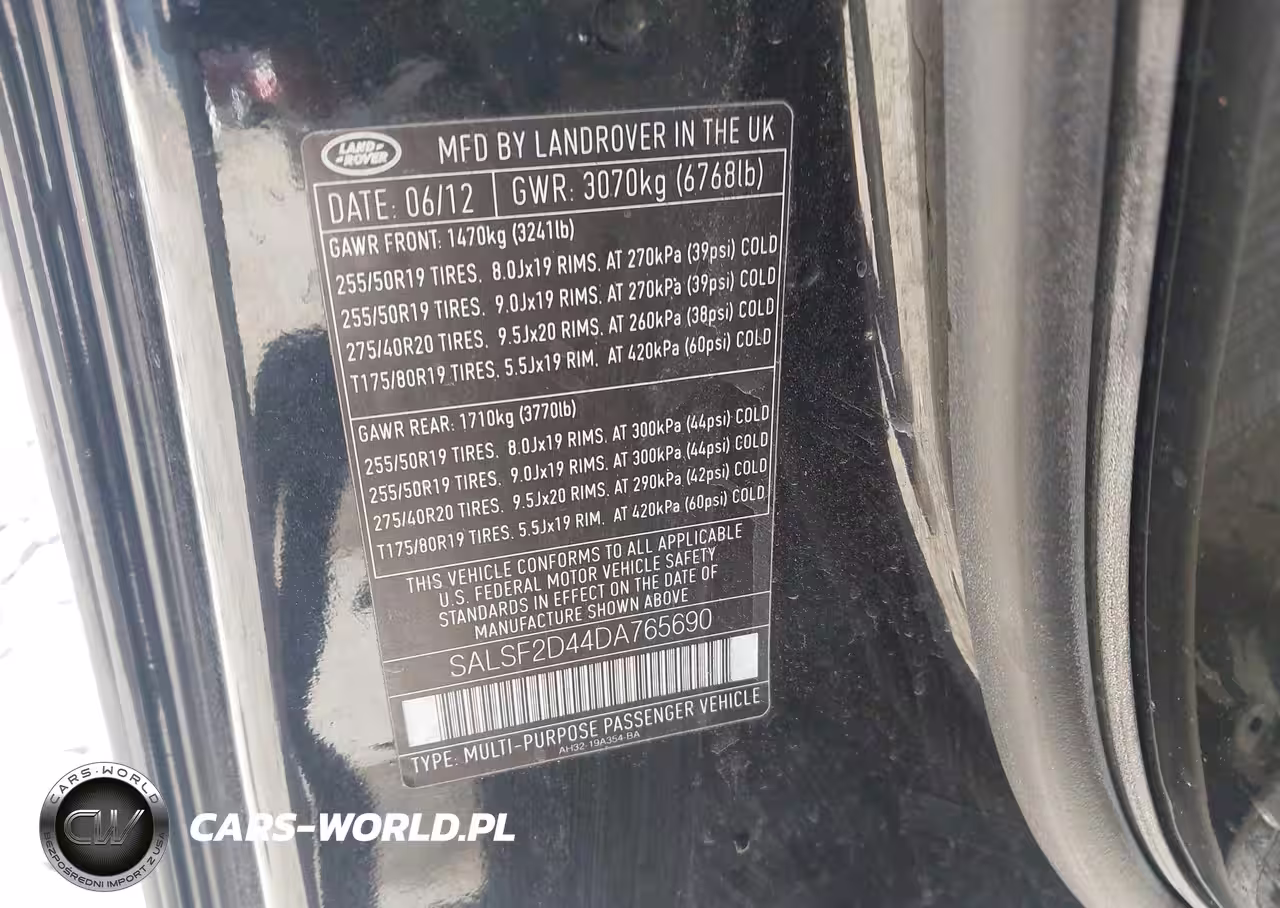 LAND-
-ROVER
MFD BY LANDROVER IN THE UK
DATE: 06/12
GWR: 3070kg (6768lb)
GAWR FRONT: 1470kg (3241lb)
255/50R19 TIRES. 8.0Jx19 RIMS. AT 270kPa (39psi) COLD
255/50R19 TIRES. 9.0Jx19 RIMS. AT 270kPa (39psi) COLD
275/40R20 TIRES. 9.5Jx20 RIMS. AT 260kPa (38psi) COLD
T175/80R19 TIRES. 5.5Jx19 RIM. AT 420kPa (60psi) COLD
GAWR REAR: 1710kg (3770lb)
255/50R19 TIRES. 8.0Jx19 RIMS. AT 300kPa (44psi) COLD
255/50R19 TIRES. 9.0Jx19 RIMS. AT 300kPa (44psi) COLD
275/40R20 TIRES. 9.5Jx20 RIMS. AT 290kPa (42psi) COLD
T175/80R19 TIRES. 5.5Jx19 RIM. AT 420kPa (60psi) COLD
THIS VEHICLE CONFORMS TO ALL APPLICABLE
U.S. FEDERAL MOTOR VEHICLE SAFETY
STANDARDS IN EFFECT ON THE DATE OF
MANUFACTURE SHOWN ABOVE
SALSF2D44DA765690
TYPE: MULTI-PURPOSE PASSENGER VEHICLE
AH32-19A354-BA
CARS-WORLD
CW
BEZPOŚREDNI IMPORT Z USA
CARS-WORLD.PL